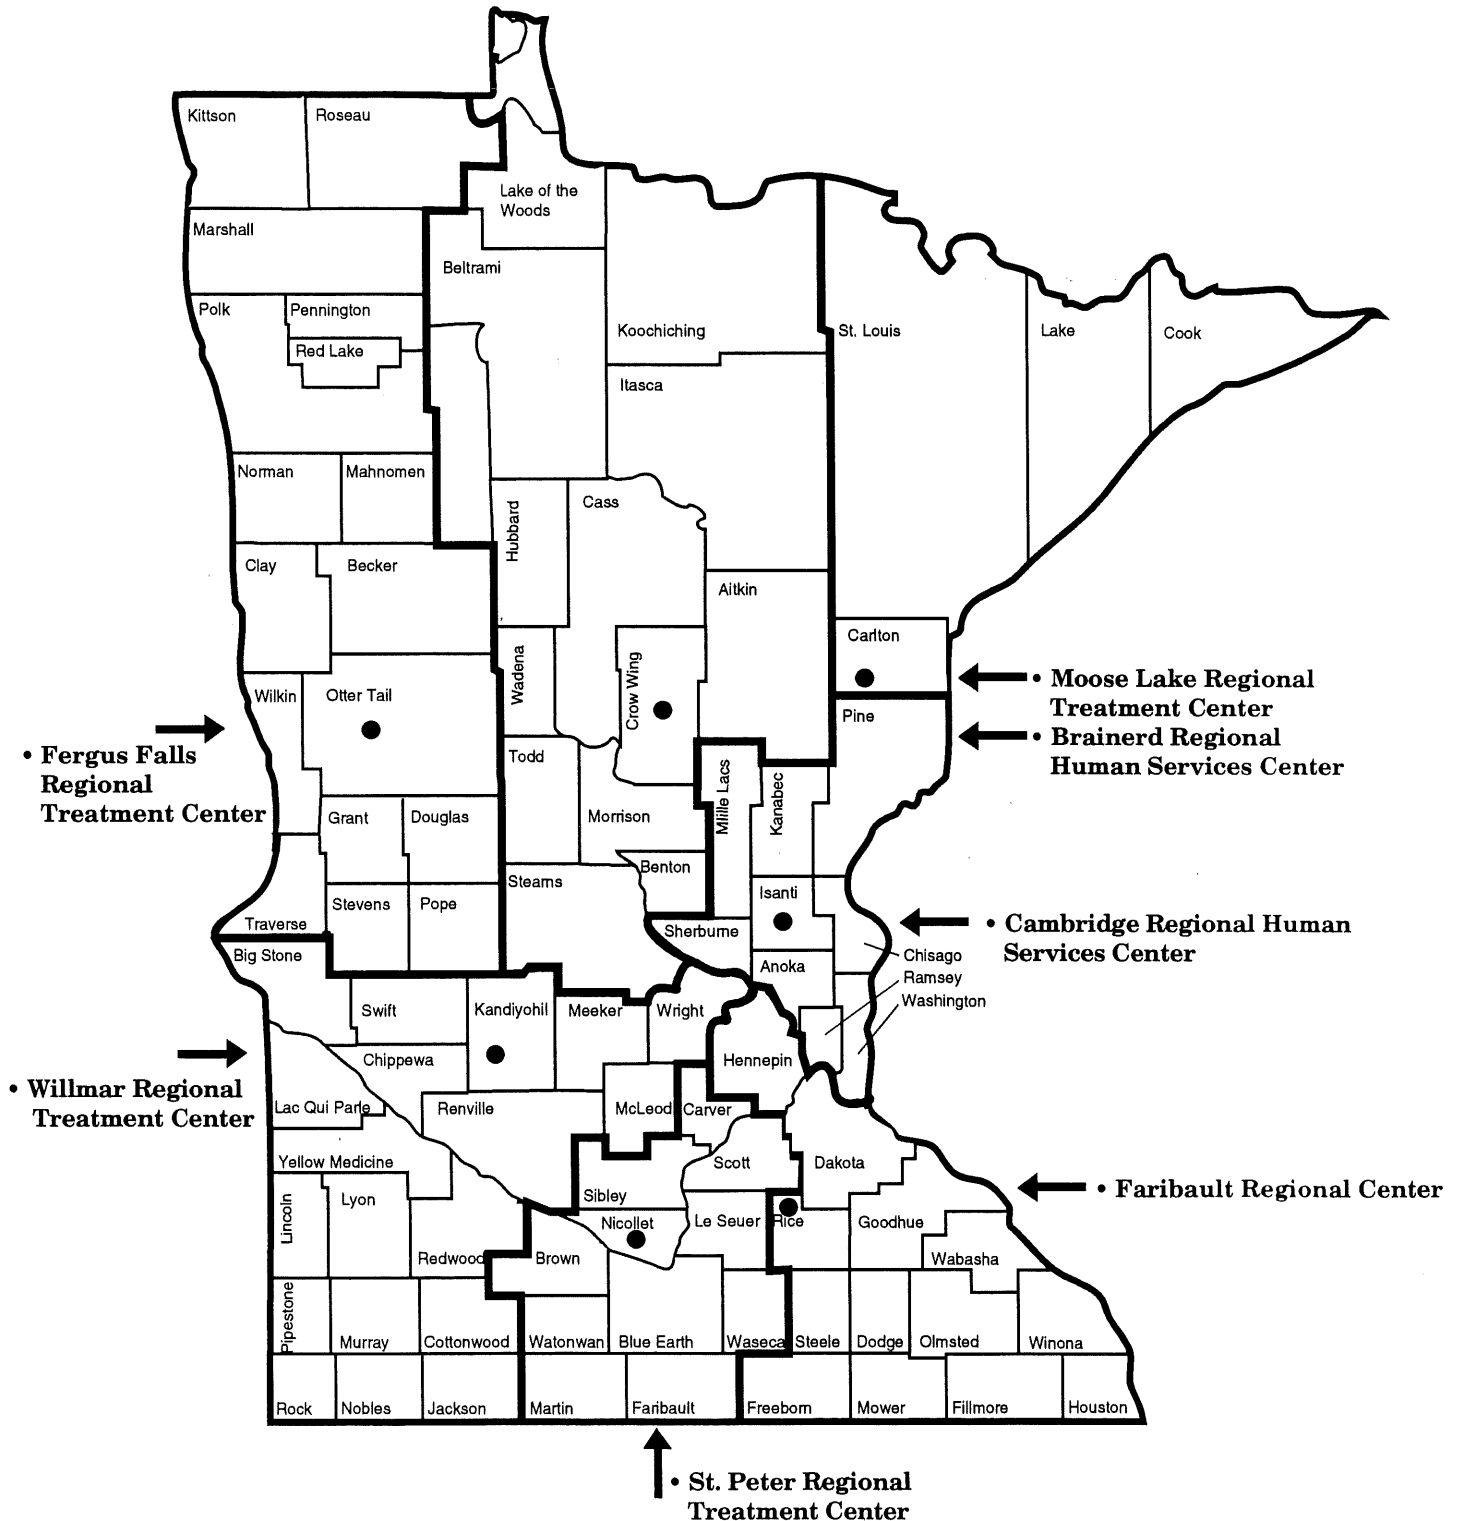 Kittson
Roseau
Lake of the
Woods
Marshall
Beltrami
Polk
Pennington
Koochiching
St. Louis
Lake
Cook
Red Lake
Itasca
Norman
Mahnomen
Cass
Hubbard
Clay
Becker
Aitkin
Carlton
Wadena
Crow Wing
Wilkin
Otter Tail
• Moose Lake Regional
Treatment Center
Pine
• Brainerd Regional
Human Services Center
• Fergus Falls
Regional
Treatment Center
Todd
Mille Lacs
Kanabec
Grant
Douglas
Morrison
Benton
Stearns
Isanti
Stevens
Pope
Traverse
Sherburne
• Cambridge Regional Human
Services Center
Big Stone
Anoka
Chisago
Ramsey
Washington
Swift
Kandiyohil
Meeker
Wright
Chippewa
Hennepin
• Willmar Regional
Treatment Center
Lac Qui Parle
Renville
McLeod
Carver
Yellow Medicine
Scott
Dakota
• Faribault Regional Center
Lincoln
Lyon
Sibley
Nicollet
Le Seuer
Rice
Goodhue
Redwood
Brown
Wabasha
Pipestone
Murray
Cottonwood
Watonwan
Blue Earth
Waseca
Steele
Dodge
Olmsted
Winona
Rock
Nobles
Jackson
Martin
Faribault
Freeborn
Mower
Fillmore
Houston
• St. Peter Regional
Treatment Center